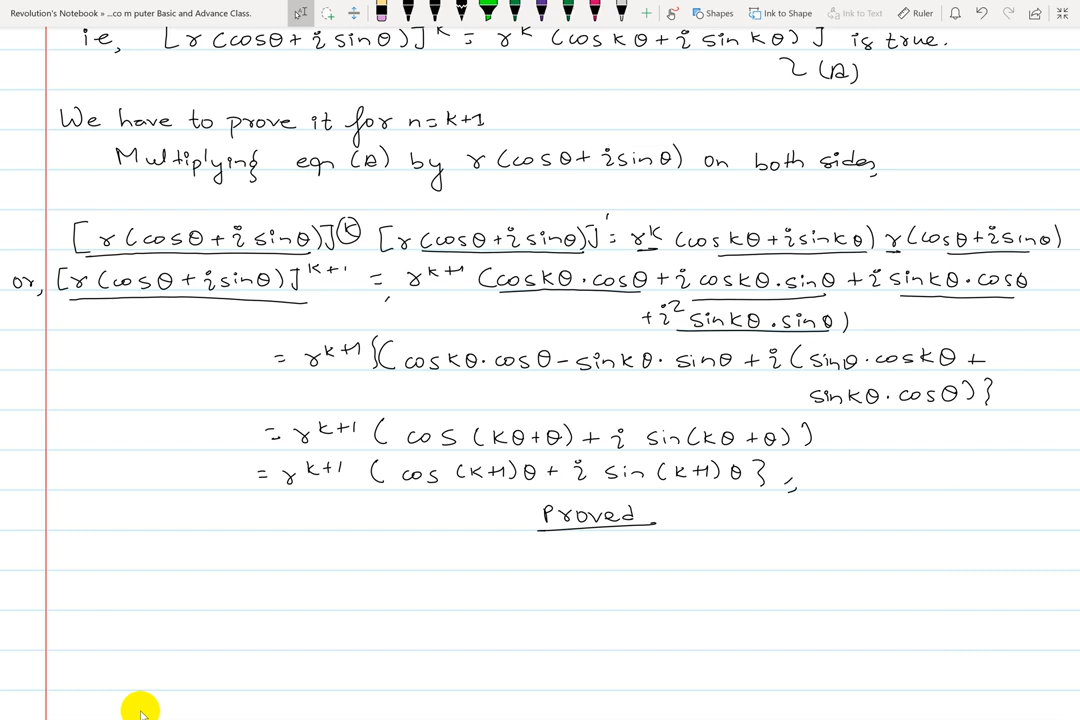 Revolution's Notebook » ...co m puter Basic and Advance Class.
Shapes Ink to Shape Ink to Text Ruler
ie, [r (cosθ + i sinθ)]^k = r^k (cos kθ + i sin kθ)] is true.
(A)
We have to prove it for n = k+1
Multiplying eqn (A) by r (cosθ + i sinθ) on both sides,
[r (cosθ + i sinθ)]^k [r (cosθ + i sinθ)]' = r^k (cos kθ + i sin kθ) r (cosθ + i sinθ)
or, [r (cosθ + i sinθ)]^k+1 = r^k+1 (cos kθ . cosθ + i cos kθ . sinθ + i sin kθ . cosθ
+ i² sin kθ . sinθ)
= r^k+1 {(cos kθ . cosθ - sin kθ . sinθ + i (sinθ . cos kθ +
sin kθ . cosθ)}
= r^k+1 (cos (kθ+θ) + i sin (kθ+θ))
= r^k+1 (cos (k+1)θ + i sin (k+1)θ},
Proved